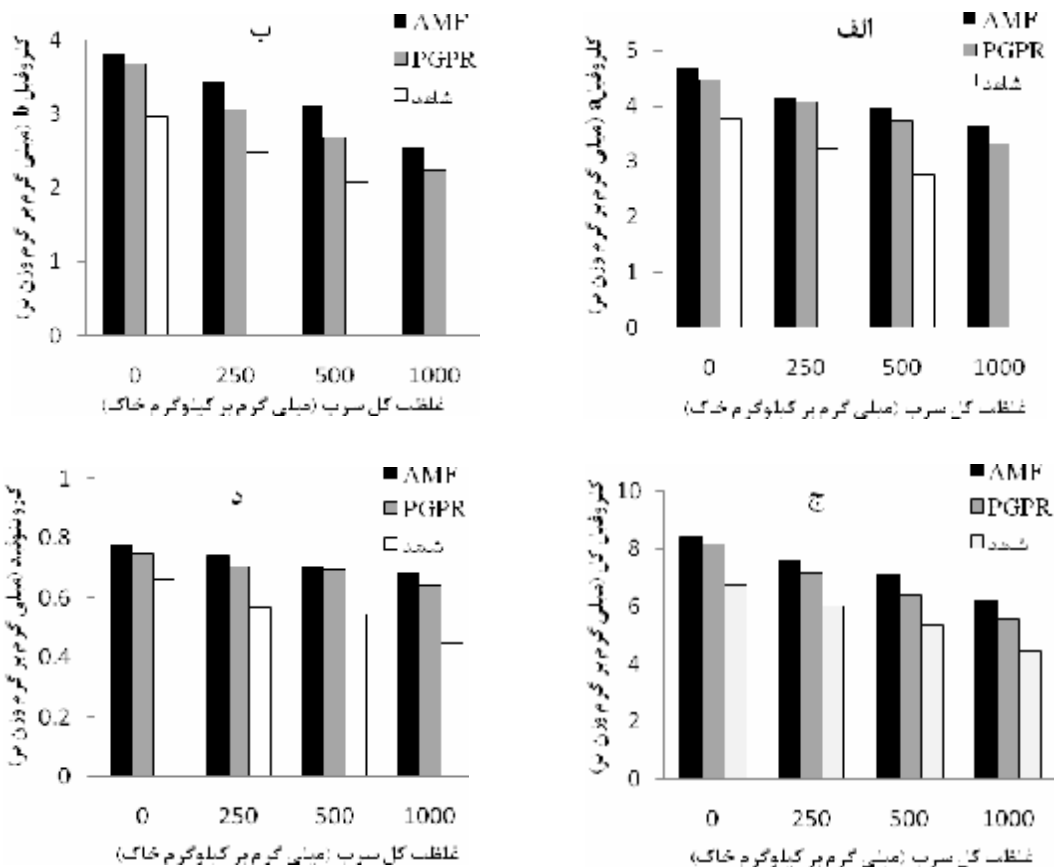 الف
AMF
PGPR
شاهد
کلروفیل a (میلی گرم بر گرم وزن تر)
5
4
3
2
1
0
0 250 500 1000
غلظت کل سرب (میلی گرم بر کیلوگرم خاک)
ب
AMF
PGPR
شاهد
کلروفیل b (میلی گرم بر گرم وزن تر)
4
3
2
1
0
0 250 500 1000
غلظت کل سرب (میلی گرم بر کیلوگرم خاک)
ج
AMF
PGPR
شاهد
کلروفیل کل (میلی گرم بر گرم وزن تر)
10
8
6
4
2
0
0 250 500 1000
غلظت کل سرب (میلی گرم بر کیلوگرم خاک)
د
AMF
PGPR
شاهد
(میلی گرم بر گرم وزن تر)
1
0.8
0.6
0.4
0.2
0
0 250 500 1000
غلظت کل سرب (میلی گرم بر کیلوگرم خاک)